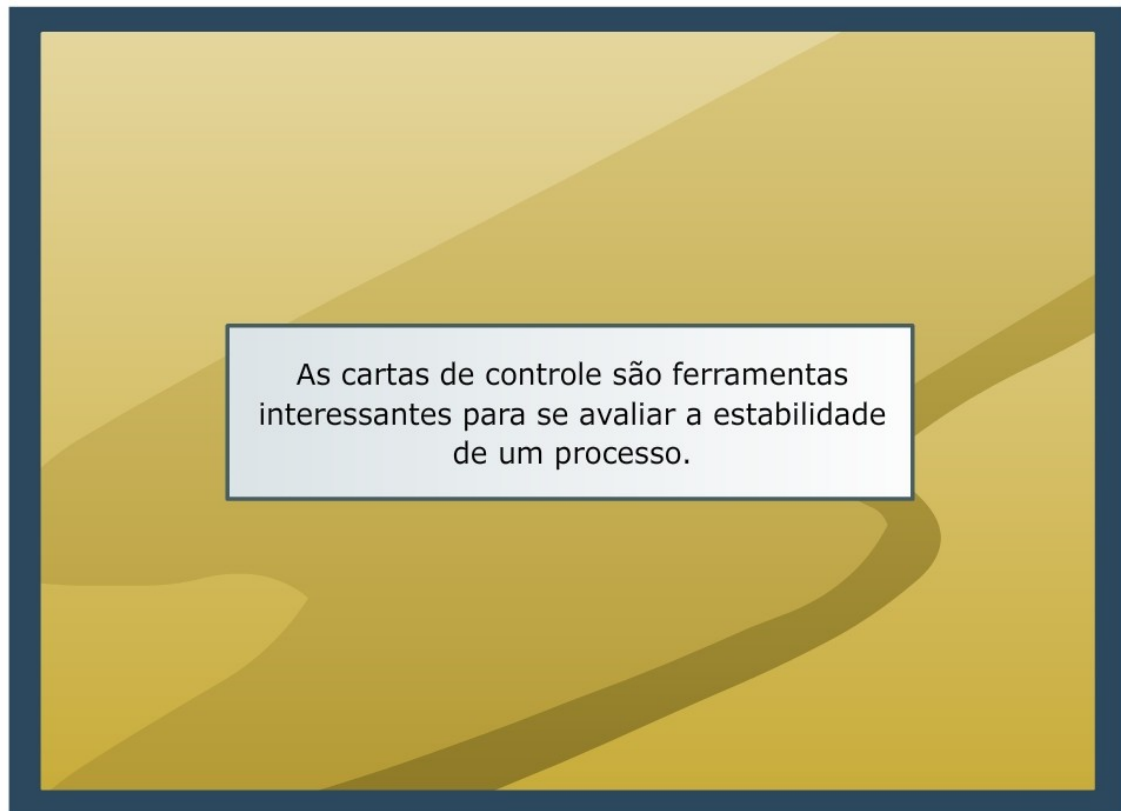 As cartas de controle são ferramentas
interessantes para se avaliar a estabilidade
de um processo.